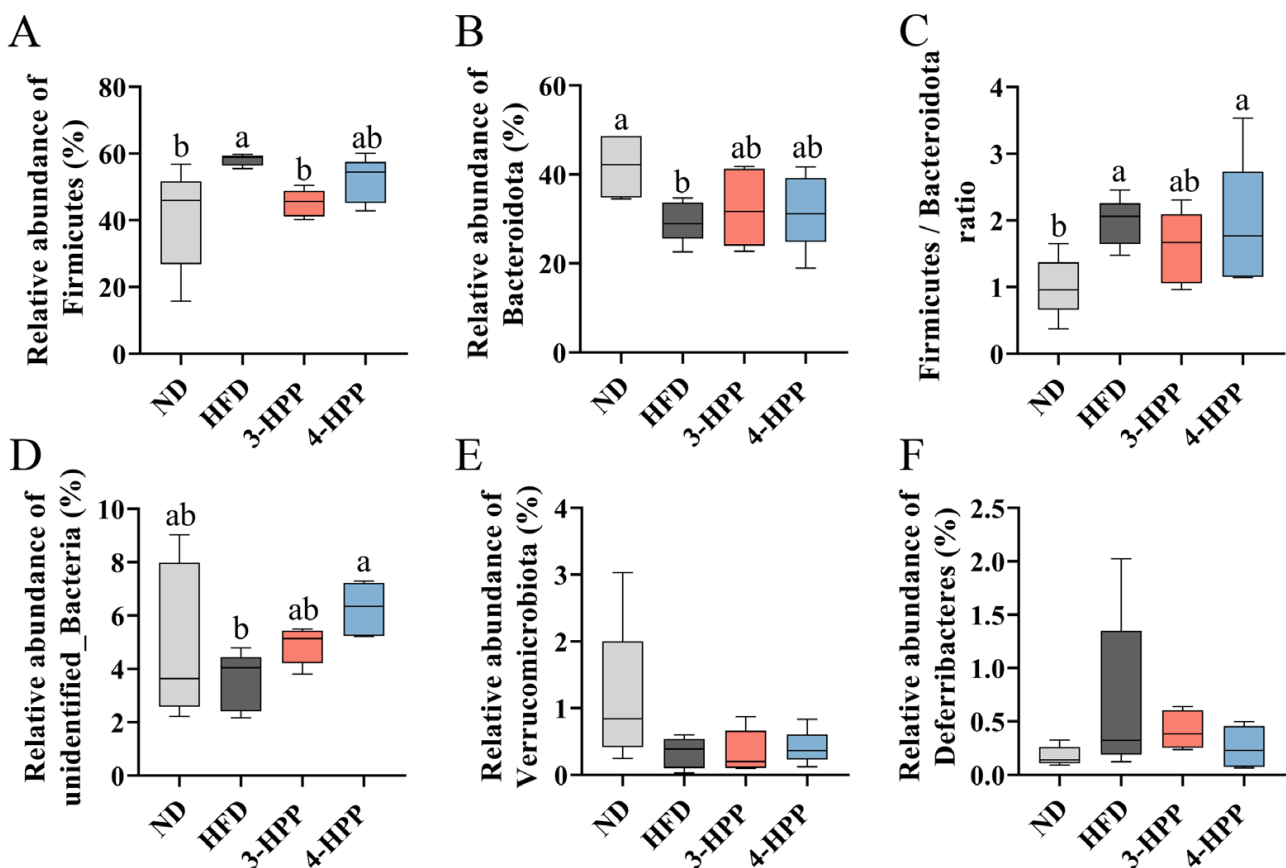 A
Relative abundance of
Firmicutes (%)
80
60
40
20
0
b
a
b
ab
ND
HFD
3-HPP
4-HPP
B
Relative abundance of
Bacteroidota (%)
60
40
20
0
a
b
ab
ab
ND
HFD
3-HPP
4-HPP
C
Firmicutes / Bacteroidota
ratio
4
3
2
1
0
b
a
ab
a
ND
HFD
3-HPP
4-HPP
D
Relative abundance of
unidentified_Bacteria (%)
10
8
6
4
2
0
ab
b
ab
a
ND
HFD
3-HPP
4-HPP
E
Relative abundance of
Verrucomicrobiota (%)
4
3
2
1
0
ND
HFD
3-HPP
4-HPP
F
Relative abundance of
Deferribacteres (%)
2.5
2.0
1.5
1.0
0.5
0.0
ND
HFD
3-HPP
4-HPP